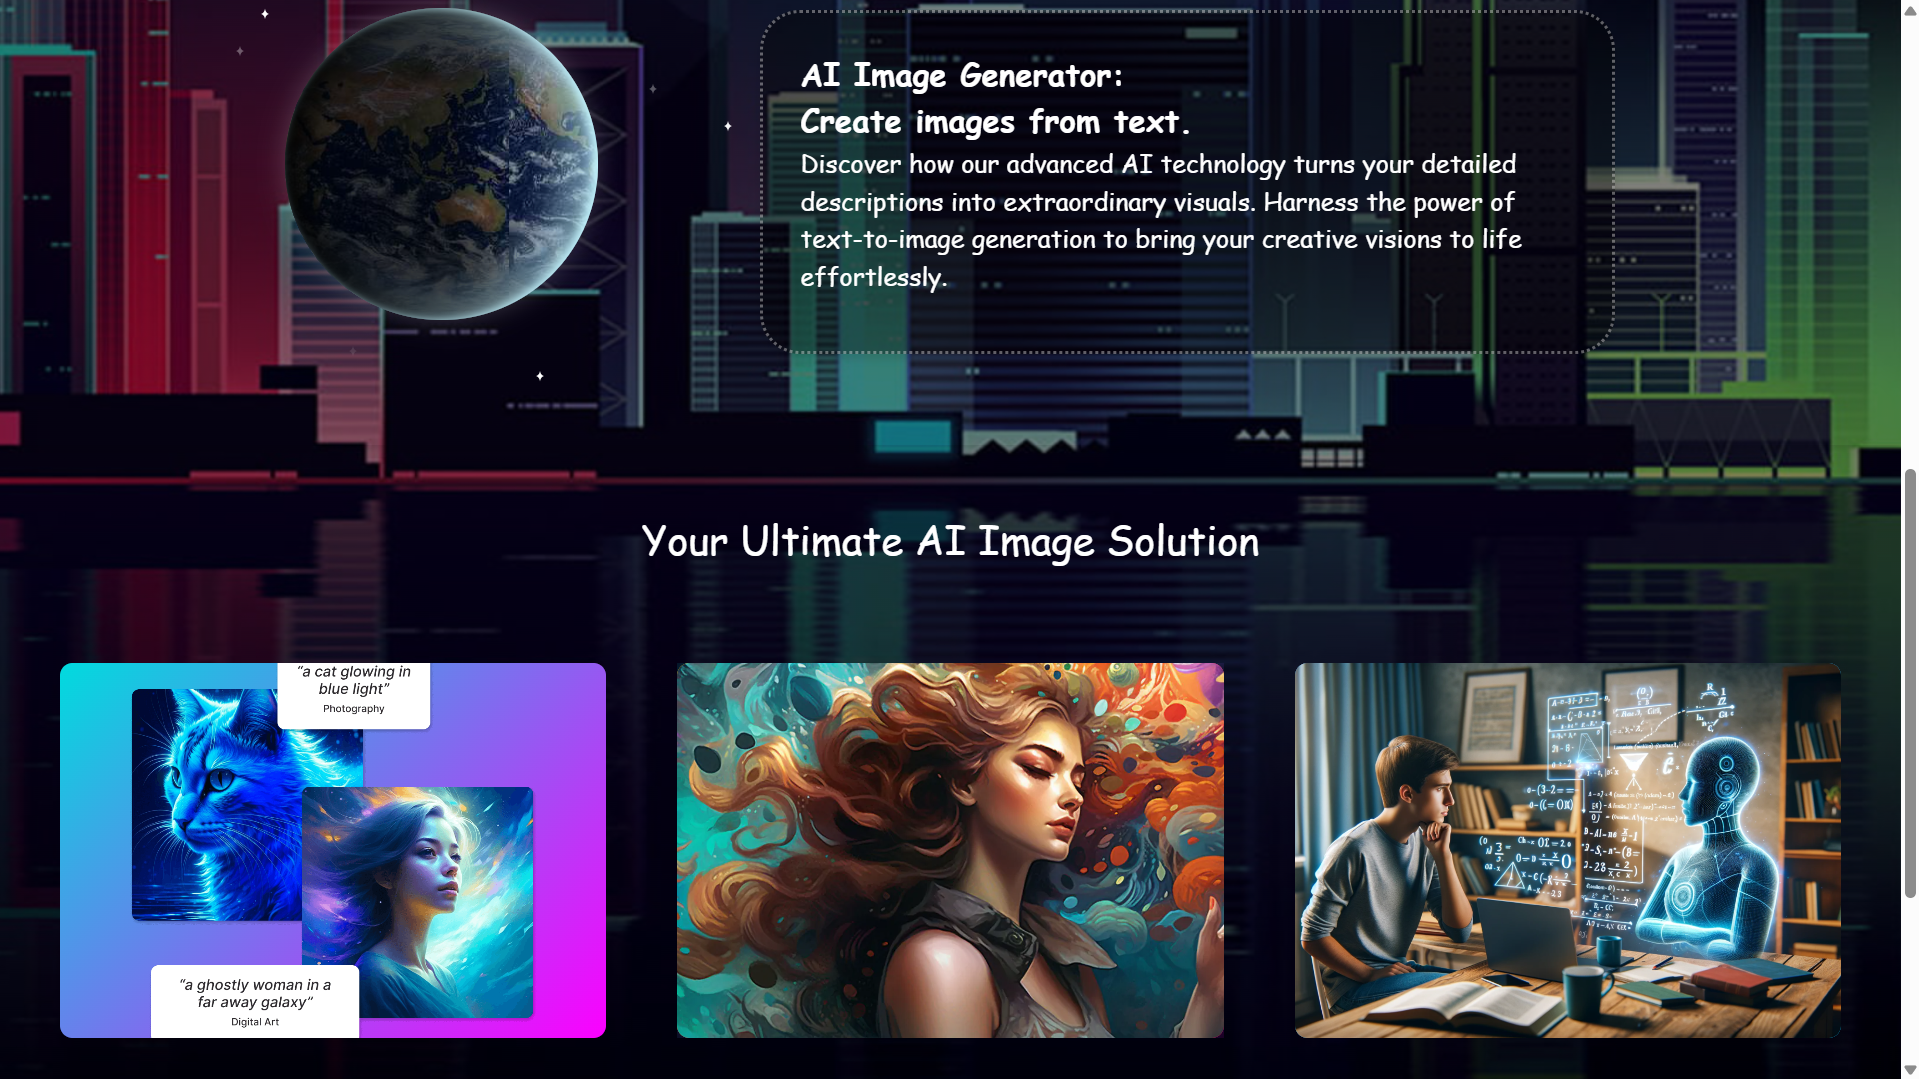 AI Image Generator:
Create images from text.
Discover how our advanced AI technology turns your detailed
descriptions into extraordinary visuals. Harness the power of
text-to-image generation to bring your creative visions to life
effortlessly.
Your Ultimate AI Image Solution
“a cat glowing in
blue light”
Photography
“a ghostly woman in a
far away galaxy”
Digital Art